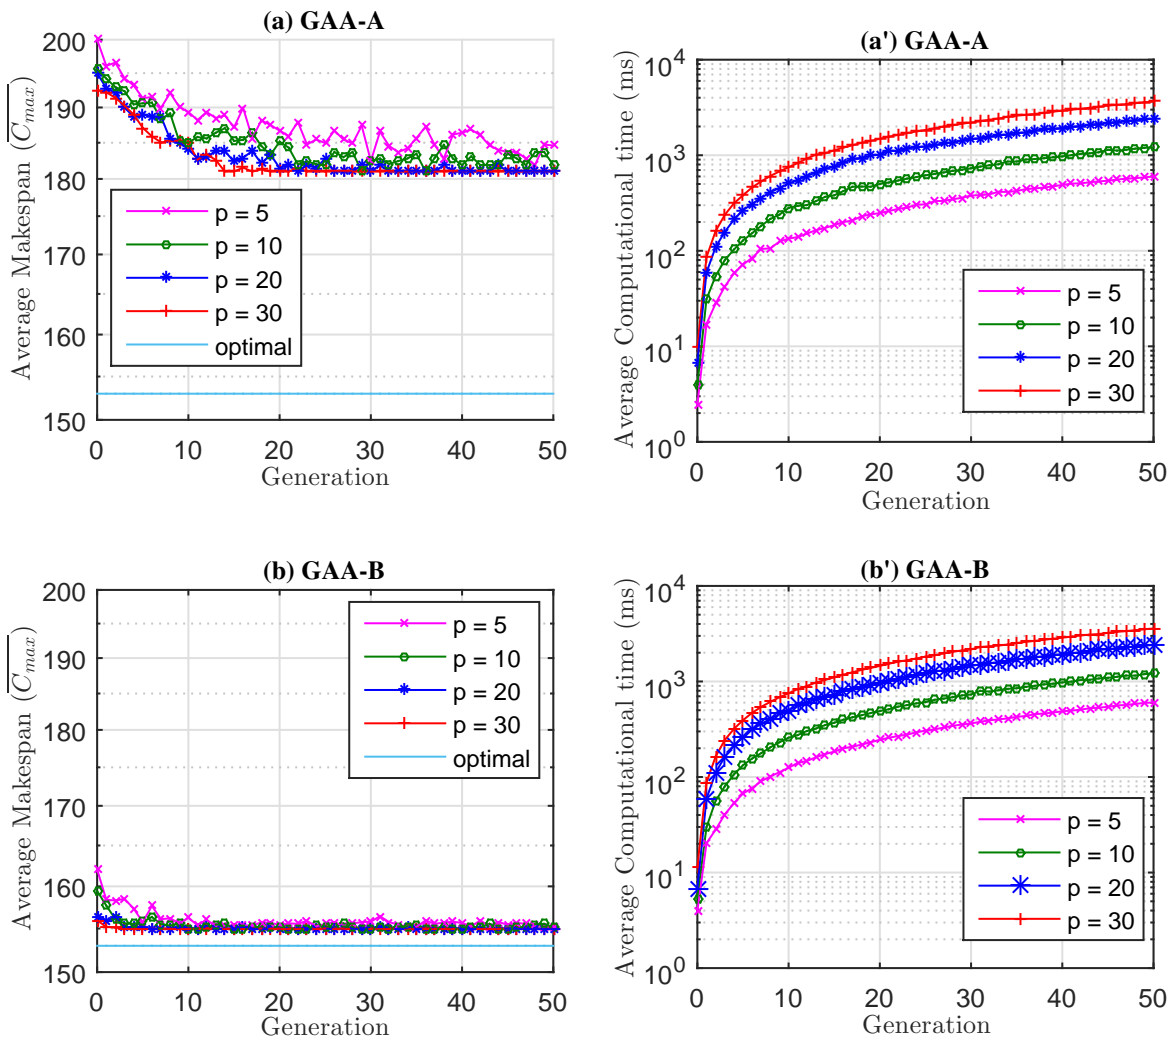 (a) GAA-A
Average Makespan (C_max)
200
190
180
170
160
150
p = 5
p = 10
p = 20
p = 30
optimal
0 10 20 30 40 50
Generation
(a') GAA-A
Average Computational time (ms)
10^4
10^3
10^2
10^1
10^0
p = 5
p = 10
p = 20
p = 30
0 10 20 30 40 50
Generation
(b) GAA-B
Average Makespan (C_max)
200
190
180
170
160
150
p = 5
p = 10
p = 20
p = 30
optimal
0 10 20 30 40 50
Generation
(b') GAA-B
Average Computational time (ms)
10^4
10^3
10^2
10^1
10^0
p = 5
p = 10
p = 20
p = 30
0 10 20 30 40 50
Generation